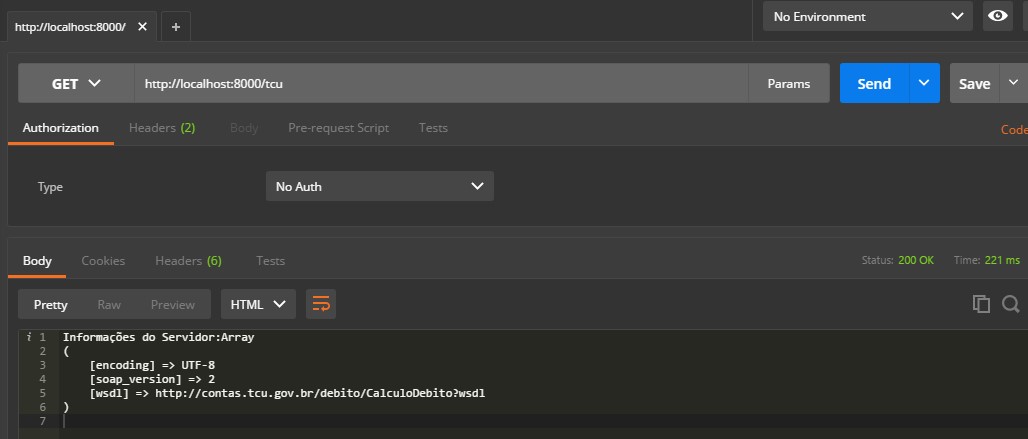 http://localhost:8000/ ✕ +
No Environment
GET http://localhost:8000/tcu Params Send Save
Authorization Headers (2) Body Pre-request Script Tests Code
Type No Auth
Body Cookies Headers (6) Tests Status: 200 OK Time: 221 ms
Pretty Raw Preview HTML
i 1 Informações do Servidor:Array
2 (
3 [encoding] => UTF-8
4 [soap_version] => 2
5 [wsdl] => http://contas.tcu.gov.br/debito/CalculoDebito?wsdl
6 )
7